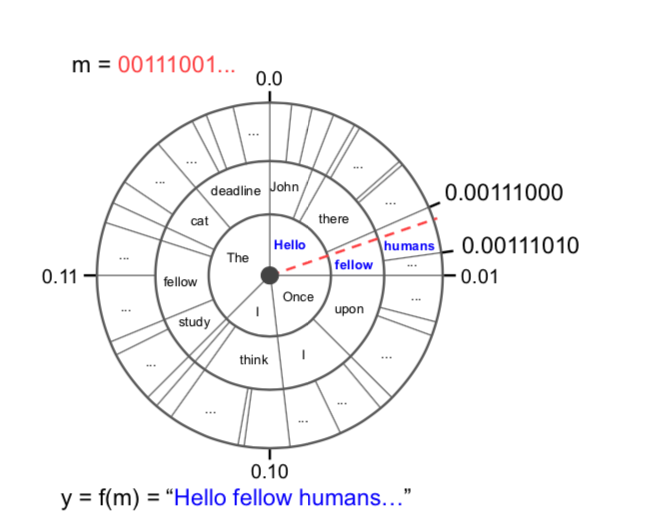 m = 00111001...
0.0
...
deadline
John
...
...
there
...
0.00111000
...
cat
Hello
humans
0.00111010
The
fellow
...
...
0.11
0.01
fellow
Once
...
...
I
upon
study
think
I
...
...
...
...
...
0.10
y = f(m) = “Hello fellow humans…”